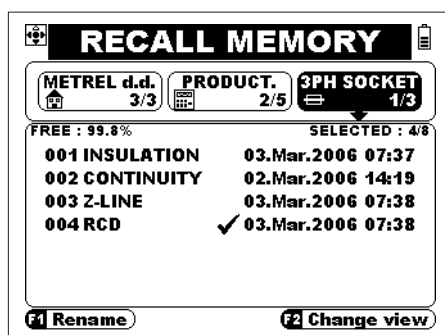 RECALL MEMORY
METREL d.d. PRODUCT. 3PH SOCKET
3/3 2/5 1/3
FREE : 99.8% SELECTED : 4/8
001 INSULATION 03.Mar.2006 07:37
002 CONTINUITY 02.Mar.2006 14:19
003 Z-LINE 03.Mar.2006 07:38
004 RCD 03.Mar.2006 07:38
F1 Rename F2 Change view